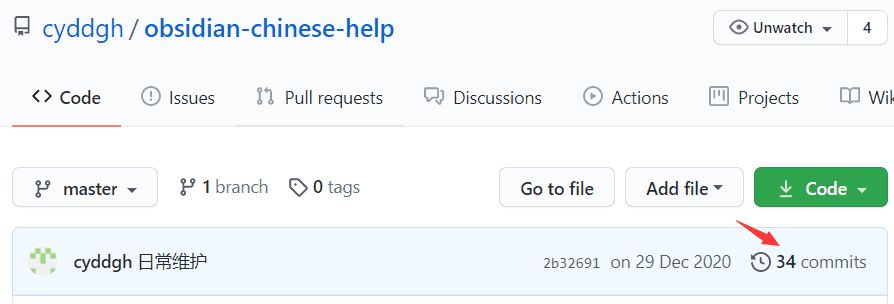 cyddgh / obsidian-chinese-help Unwatch 4
Code Issues Pull requests Discussions Actions Projects
master 1 branch 0 tags Go to file Add file Code
cyddgh 日常维护 2b32691 on 29 Dec 2020 34 commits